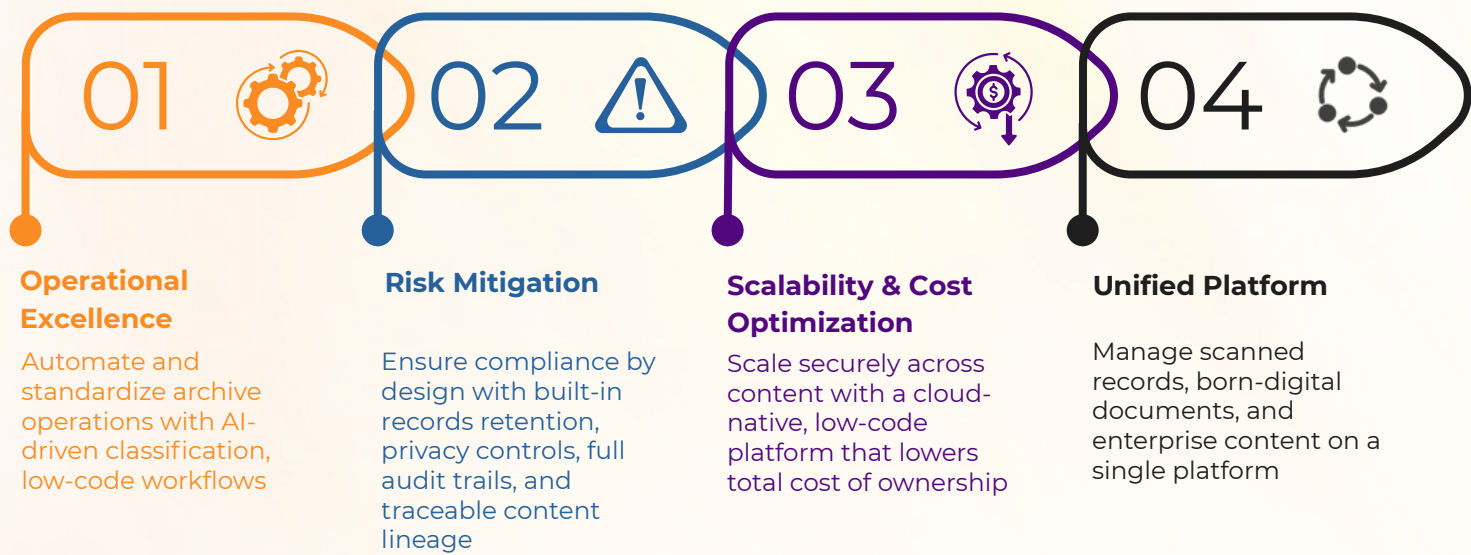 01
02
03
$
04
Operational
Excellence
Automate and
standardize archive
operations with AI-
driven classification,
low-code workflows
Risk Mitigation
Ensure compliance by
design with built-in
records retention,
privacy controls, full
audit trails, and
traceable content
lineage
Scalability & Cost
Optimization
Scale securely across
content with a cloud-
native, low-code
platform that lowers
total cost of ownership
Unified Platform
Manage scanned
records, born-digital
documents, and
enterprise content on a
single platform